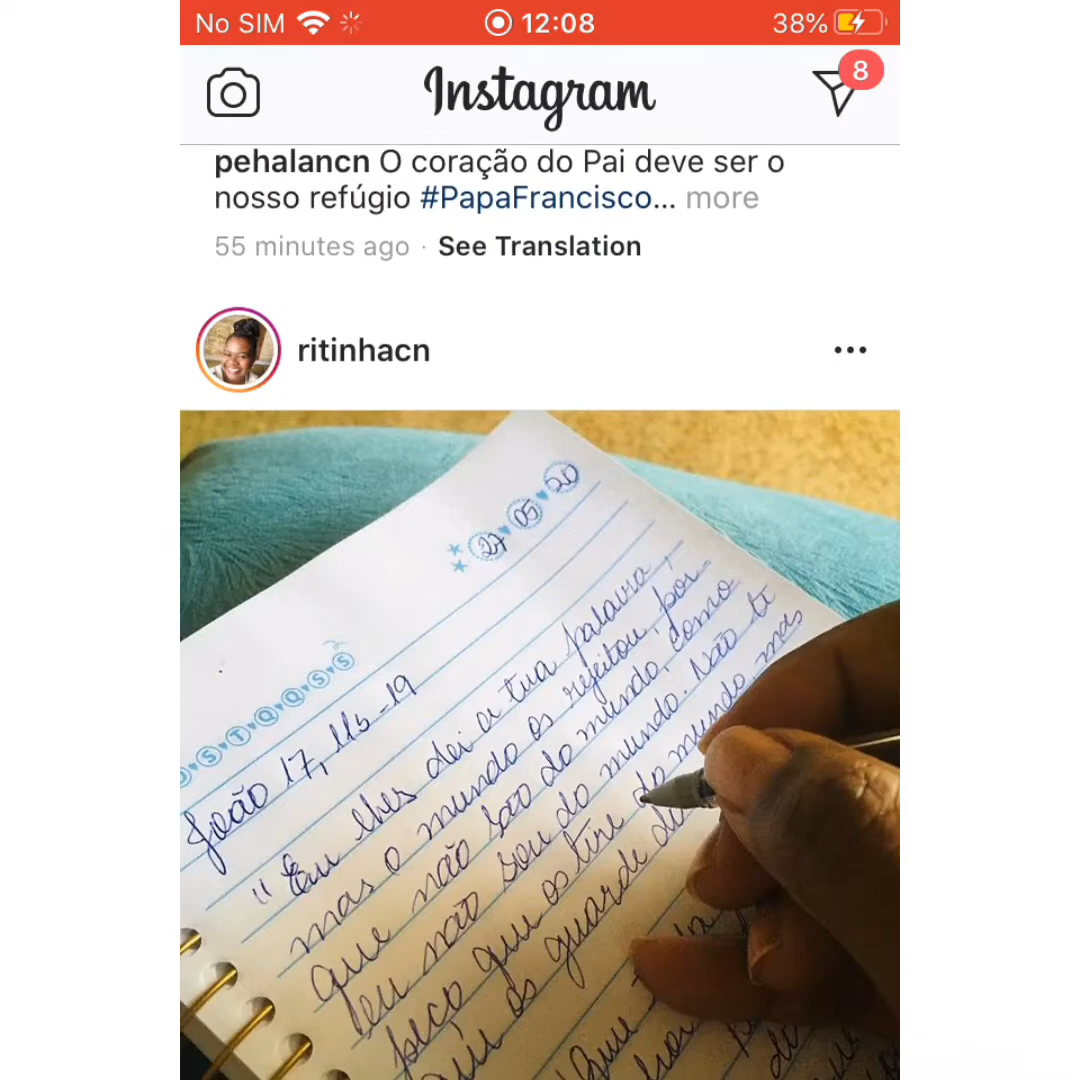 No SIM 12:08 38%
Instagram 8
pehalancn O coração do Pai deve ser o
nosso refúgio #PapaFrancisco... more
55 minutes ago · See Translation
ritinhacn ...
27 05 20
S T Q Q S S
João 17, 14b-19
"Eu lhes dei a tua palavra,
mas o mundo os rejeitou, por-
que não são do mundo, como
eu não sou do mundo. Não te
peço que os tire do mundo, mas
que os guarde do